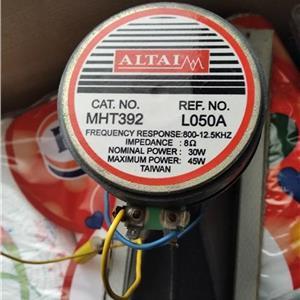 ALTAI
CAT. NO. REF. NO.
MHT392 L050A
FREQUENCY RESPONSE:800-12.5KHZ
IMPEDANCE : 8Ω
NOMINAL POWER : 30W
MAXIMUM POWER : 45W
TAIWAN